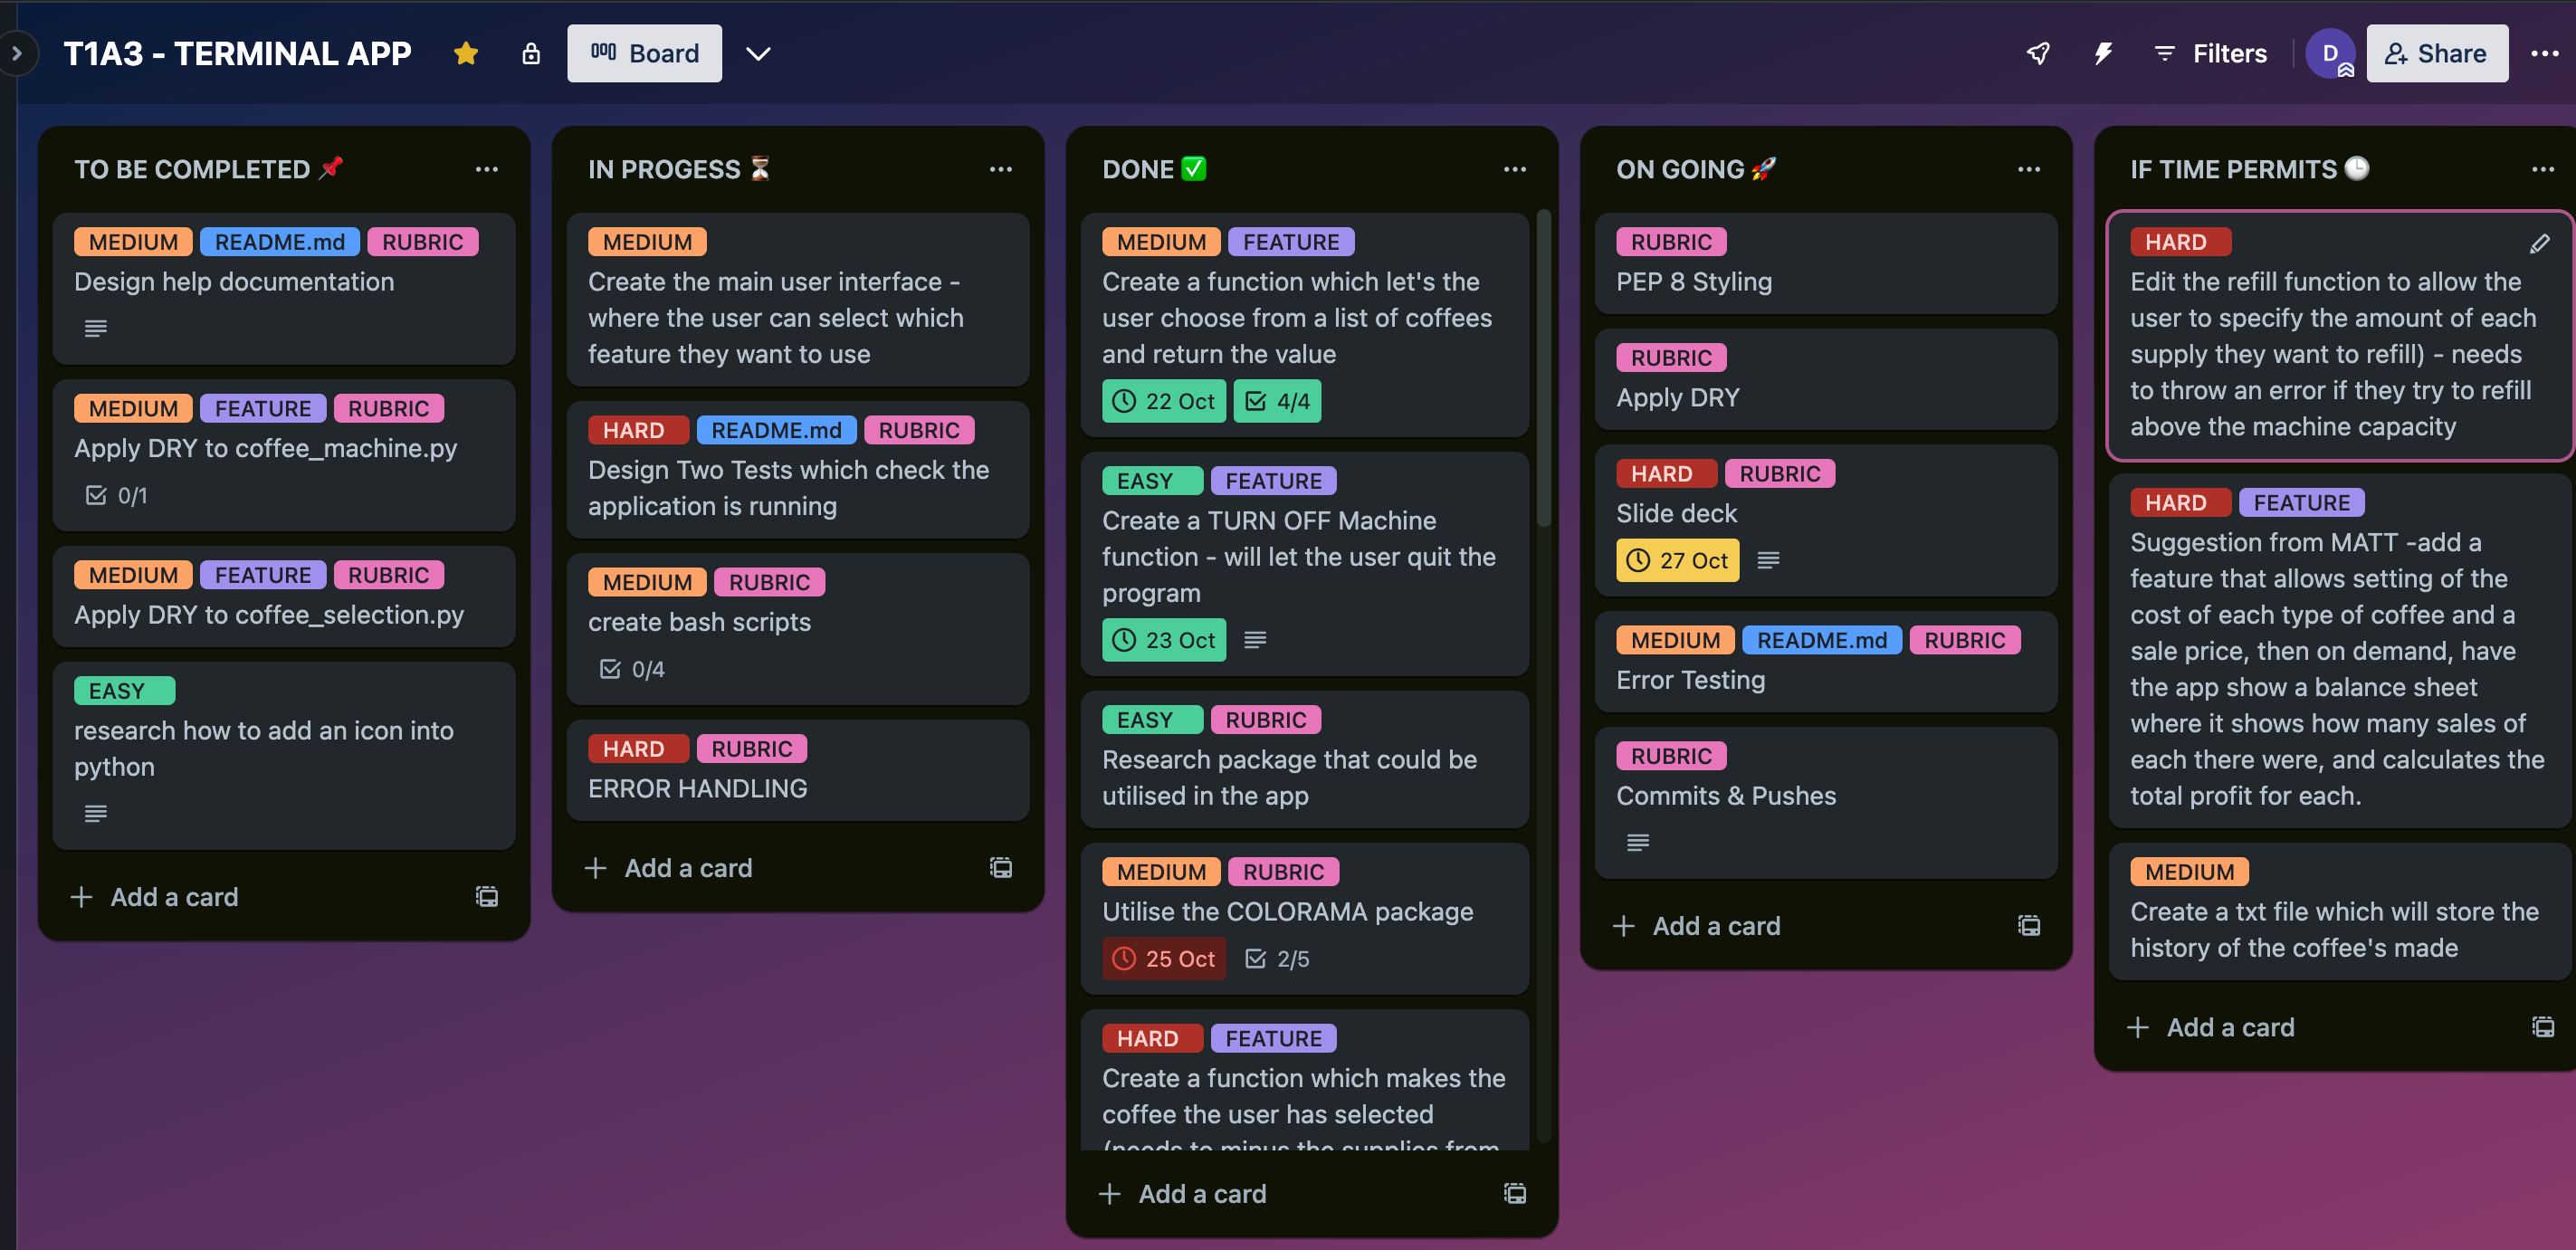 T1A3 - TERMINAL APP
Board
Filters
D
Share
TO BE COMPLETED 📌
MEDIUM README.md RUBRIC
Design help documentation
MEDIUM FEATURE RUBRIC
Apply DRY to coffee_machine.py
0/1
MEDIUM FEATURE RUBRIC
Apply DRY to coffee_selection.py
EASY
research how to add an icon into
python
Add a card
IN PROGESS ⏳
MEDIUM
Create the main user interface -
where the user can select which
feature they want to use
HARD README.md RUBRIC
Design Two Tests which check the
application is running
MEDIUM RUBRIC
create bash scripts
0/4
HARD RUBRIC
ERROR HANDLING
Add a card
DONE ✅
MEDIUM FEATURE
Create a function which let's the
user choose from a list of coffees
and return the value
22 Oct 4/4
EASY FEATURE
Create a TURN OFF Machine
function - will let the user quit the
program
23 Oct
EASY RUBRIC
Research package that could be
utilised in the app
MEDIUM RUBRIC
Utilise the COLORAMA package
25 Oct 2/5
HARD FEATURE
Create a function which makes the
coffee the user has selected
(needs to minus the supplies from
Add a card
ON GOING 🚀
RUBRIC
PEP 8 Styling
RUBRIC
Apply DRY
HARD RUBRIC
Slide deck
27 Oct
MEDIUM README.md RUBRIC
Error Testing
RUBRIC
Commits & Pushes
Add a card
IF TIME PERMITS 🕒
HARD
Edit the refill function to allow the
user to specify the amount of each
supply they want to refill) - needs
to throw an error if they try to refill
above the machine capacity
HARD FEATURE
Suggestion from MATT -add a
feature that allows setting of the
cost of each type of coffee and a
sale price, then on demand, have
the app show a balance sheet
where it shows how many sales of
each there were, and calculates the
total profit for each.
MEDIUM
Create a txt file which will store the
history of the coffee's made
Add a card